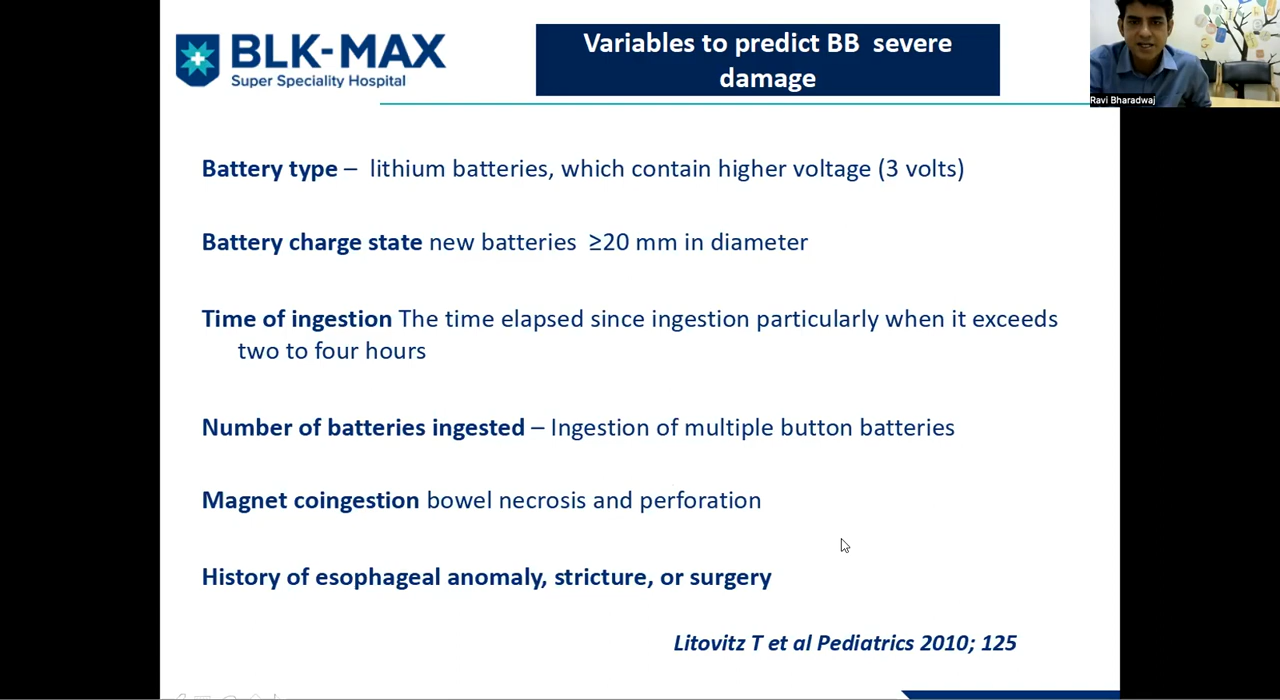 BLK-MAX
Super Speciality Hospital
Variables to predict BB severe
damage
Ravi Bharadwaj
Battery type – lithium batteries, which contain higher voltage (3 volts)
Battery charge state new batteries ≥20 mm in diameter
Time of ingestion The time elapsed since ingestion particularly when it exceeds
two to four hours
Number of batteries ingested – Ingestion of multiple button batteries
Magnet coingestion bowel necrosis and perforation
History of esophageal anomaly, stricture, or surgery
Litovitz T et al Pediatrics 2010; 125